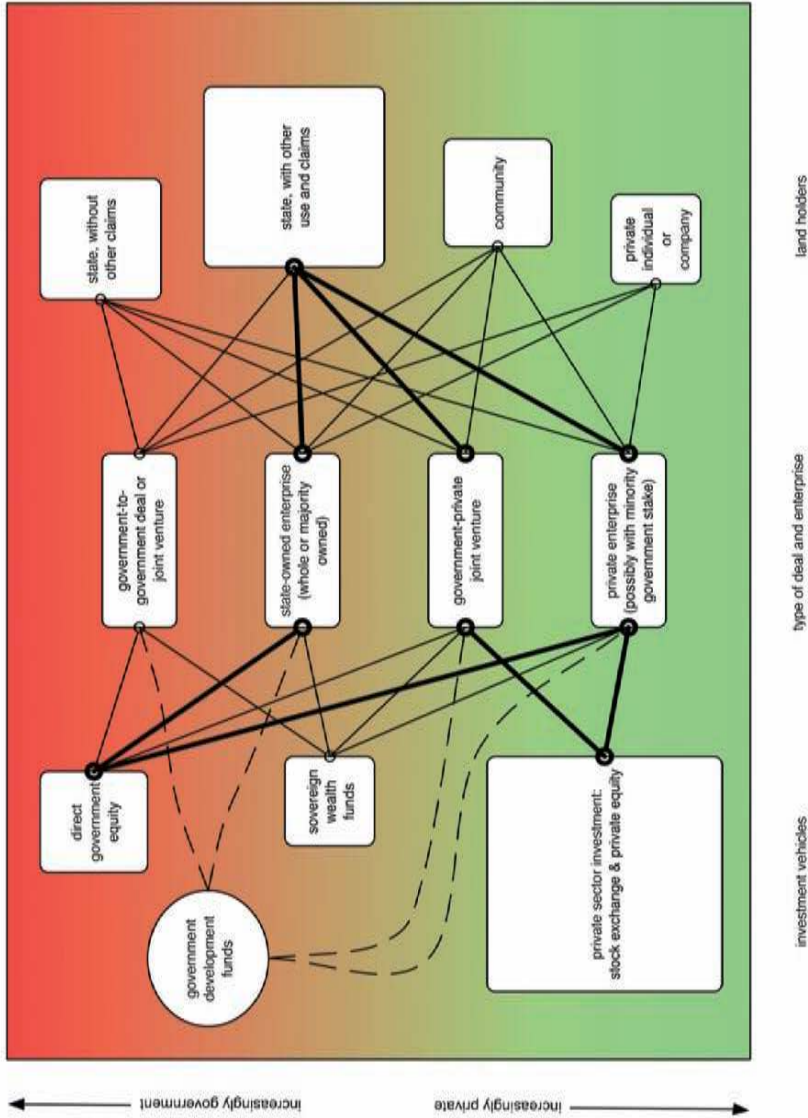 increasingly government
increasingly private
direct
government
equity
government
development
funds
sovereign
wealth
funds
private sector investment:
stock exchange & private equity
investment vehicles
government-to-
government deal or
joint venture
state-owned enterprise
(whole or majority
owned)
government-private
joint venture
private enterprise
(possibly with minority
government stake)
type of deal and enterprise
state, without
other claims
state, with other
use and claims
community
private
individual
or
company
land holders